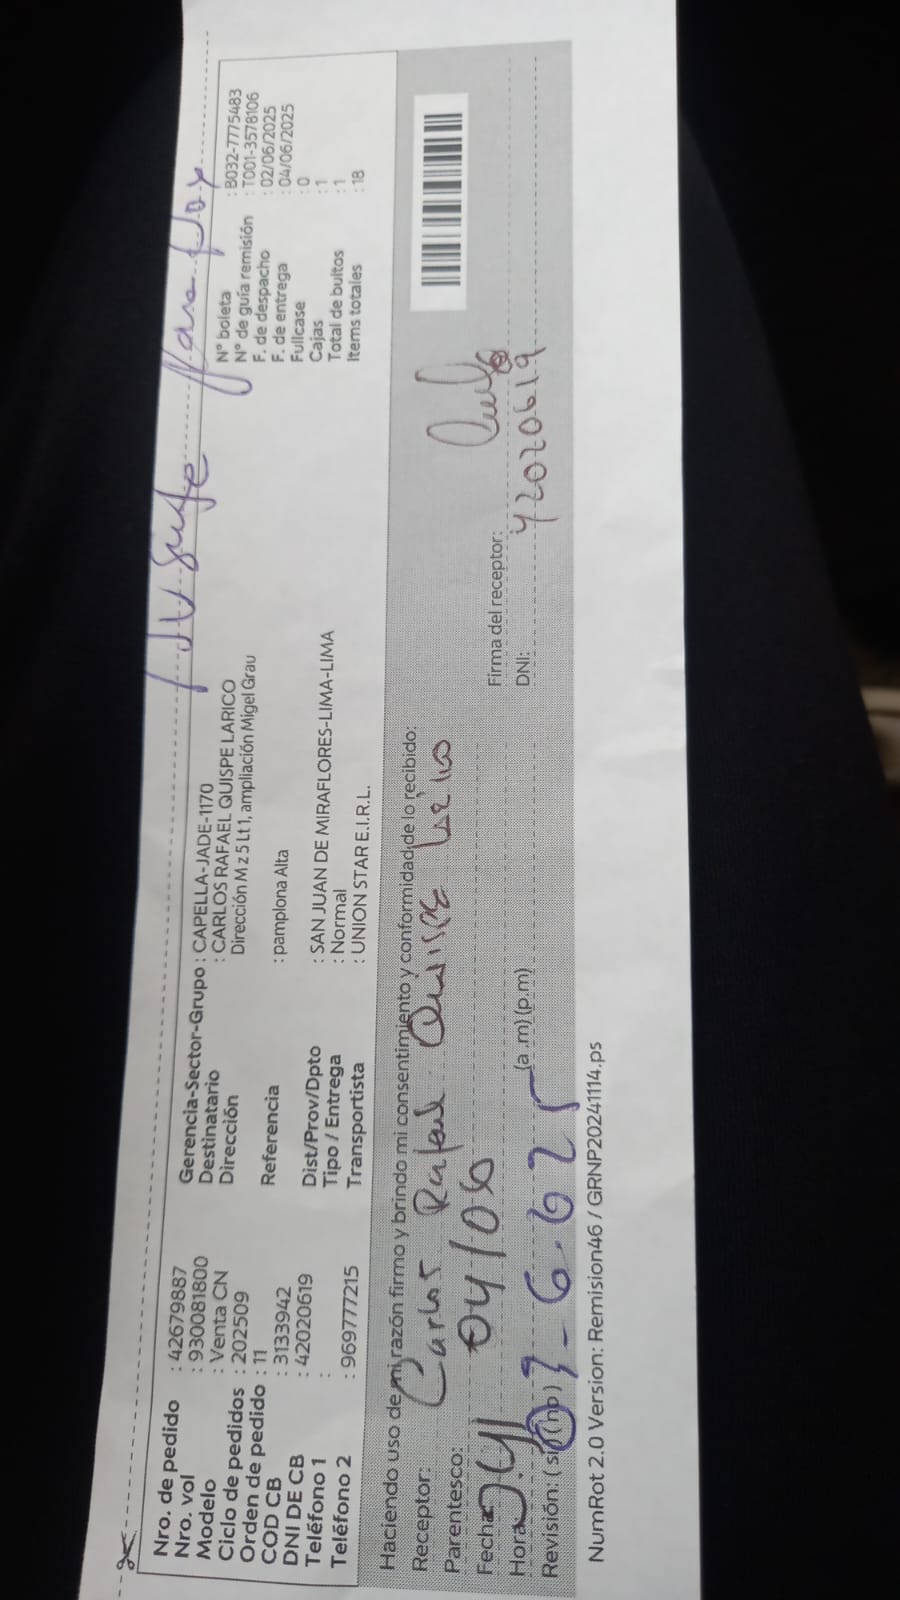 Nro. de pedido : 42679887
Nro. vol : 930081800
Modelo : Venta CN
Ciclo de pedidos : 202509
Orden de pedido : 11
COD CB : 3133942
DNI DE CB : 42020619
Teléfono 1 :
Teléfono 2 : 969777215
Gerencia-Sector-Grupo : CAPELLA-JADE-1170
Destinatario : CARLOS RAFAEL QUISPE LARICO
Dirección Dirección M z 5 Lt 1, ampliación Migel Grau
Referencia : pamplona Alta
Dist/Prov/Dpto : SAN JUAN DE MIRAFLORES-LIMA-LIMA
Tipo / Entrega : Normal
Transportista : UNION STAR E.I.R.L.
N° boleta : B032-7775483
N° de guía remisión : T001-3578106
F. de despacho : 02/06/2025
F. de entrega : 04/06/2025
Fullcase : 0
Cajas : 1
Total de bultos : 1
Items totales : 18
Haciendo uso de mi razón firmo y brindo mi consentimiento y conformidad de lo recibido:
Receptor: Carlos Rafael Quispe
Parentesco:
Fecha: 04/06
Hora: (a .m) (p.m)
Revisión: ( si ) ( no )
Firma del receptor:
DNI: 42020619
NumRot 2.0 Version: Remision46 / GRNP20241114.ps